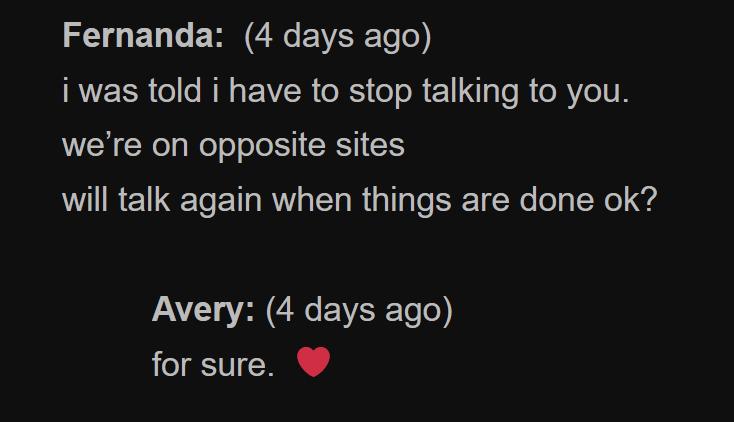 Fernanda: (4 days ago)
i was told i have to stop talking to you.
we’re on opposite sites
will talk again when things are done ok?
Avery: (4 days ago)
for sure. ❤